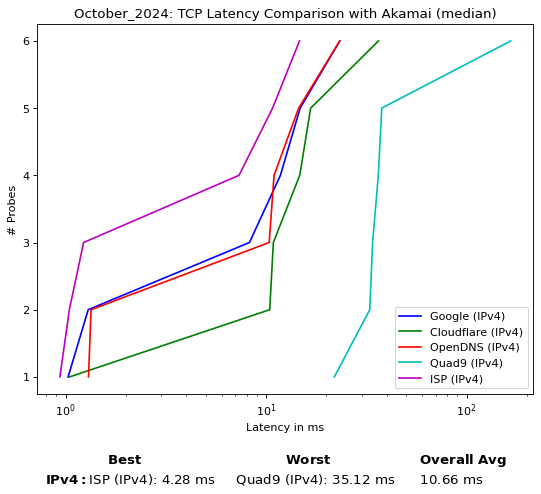 October_2024: TCP Latency Comparison with Akamai (median)
6
5
4
3
2
1
# Probes
Google (IPv4)
Cloudflare (IPv4)
OpenDNS (IPv4)
Quad9 (IPv4)
ISP (IPv4)
10⁰ 10¹ 10²
Latency in ms
Best Worst Overall Avg
IPv4: ISP (IPv4): 4.28 ms Quad9 (IPv4): 35.12 ms 10.66 ms